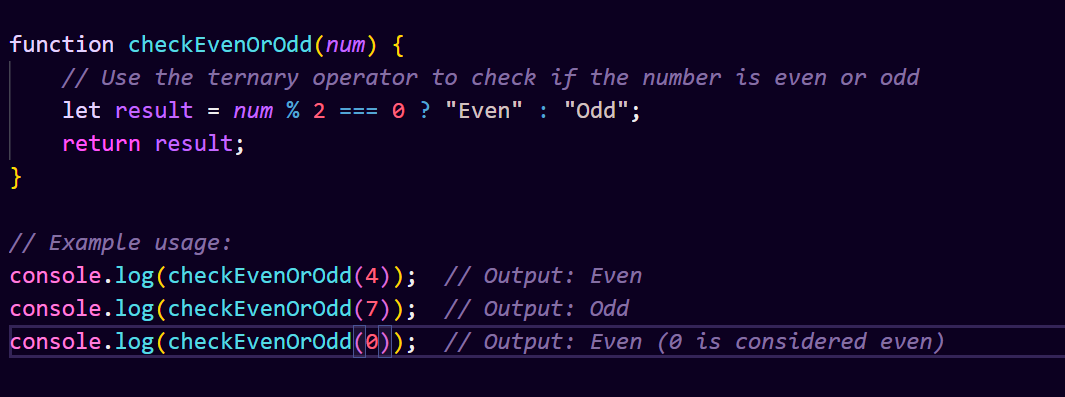 function checkEvenOrOdd(num) {
    // Use the ternary operator to check if the number is even or odd
    let result = num % 2 === 0 ? "Even" : "Odd";
    return result;
}

// Example usage:
console.log(checkEvenOrOdd(4));  // Output: Even
console.log(checkEvenOrOdd(7));  // Output: Odd
console.log(checkEvenOrOdd(0));  // Output: Even (0 is considered even)